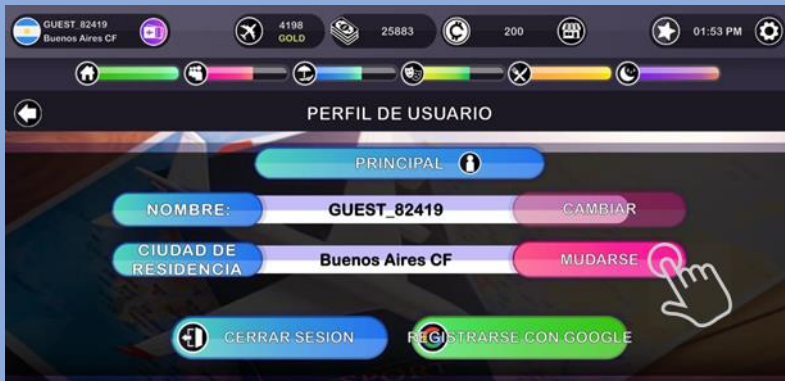 GUEST_82419
Buenos Aires CF
4198
GOLD
25883
200
01:53 PM
PERFIL DE USUARIO
PRINCIPAL
NOMBRE: GUEST_82419 CAMBIAR
CIUDAD DE
RESIDENCIA Buenos Aires CF MUDARSE
CERRAR SESION REGISTRARSE CON GOOGLE